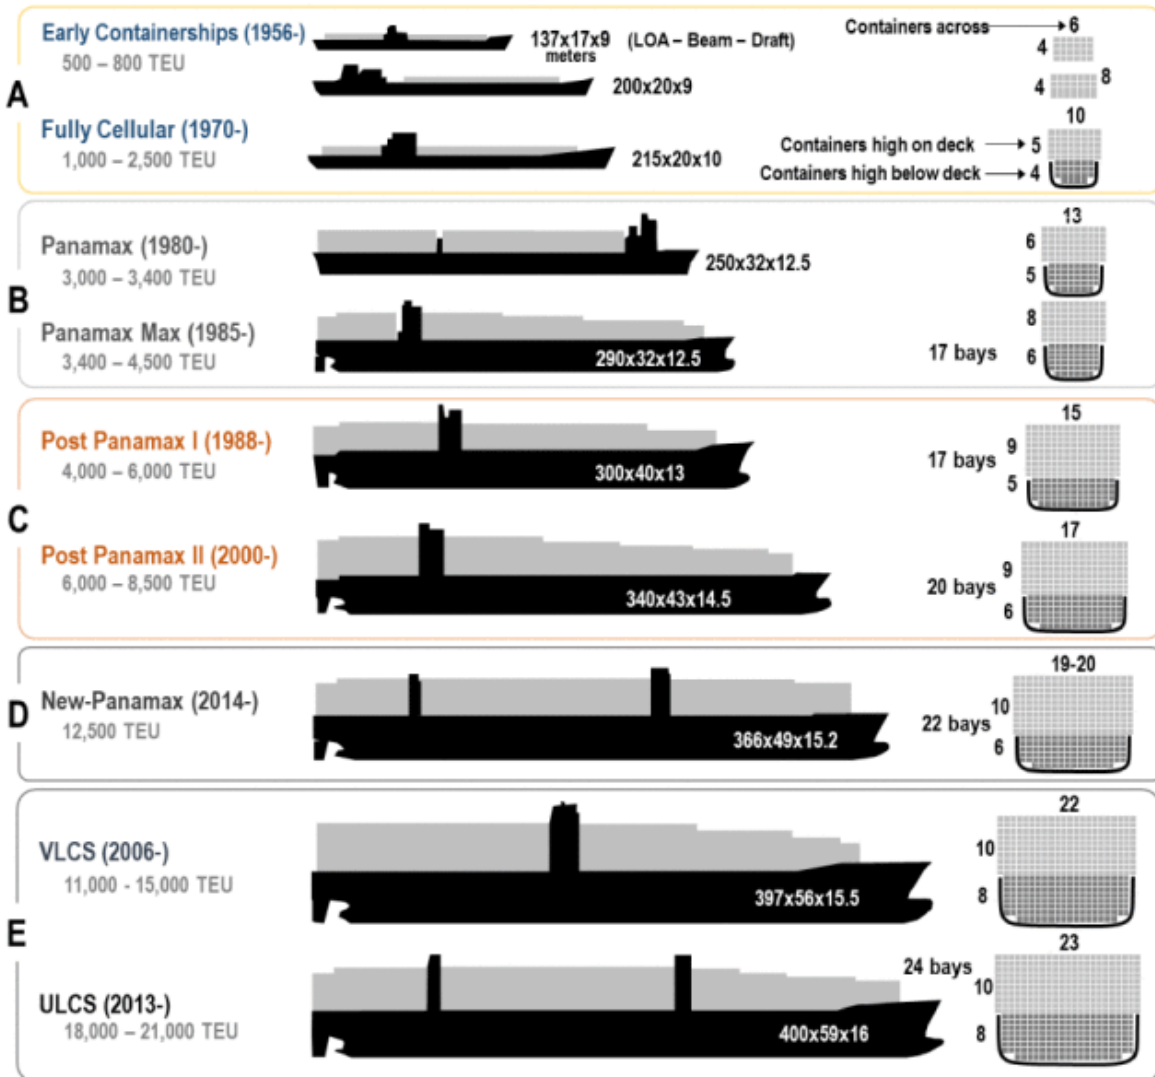 A
Early Containerships (1956-)
500 – 800 TEU
137x17x9
meters
(LOA – Beam – Draft)
200x20x9
Containers across
6
4
4
8
Fully Cellular (1970-)
1,000 – 2,500 TEU
215x20x10
10
Containers high on deck
5
Containers high below deck
4
B
Panamax (1980-)
3,000 – 3,400 TEU
250x32x12.5
13
6
5
Panamax Max (1985-)
3,400 – 4,500 TEU
290x32x12.5
17 bays
8
6
C
Post Panamax I (1988-)
4,000 – 6,000 TEU
300x40x13
17 bays
15
9
5
Post Panamax II (2000-)
6,000 – 8,500 TEU
340x43x14.5
20 bays
17
9
6
D
New-Panamax (2014-)
12,500 TEU
366x49x15.2
22 bays
19-20
10
6
E
VLCS (2006-)
11,000 - 15,000 TEU
397x56x15.5
22
10
8
ULCS (2013-)
18,000 – 21,000 TEU
400x59x16
24 bays
23
10
8